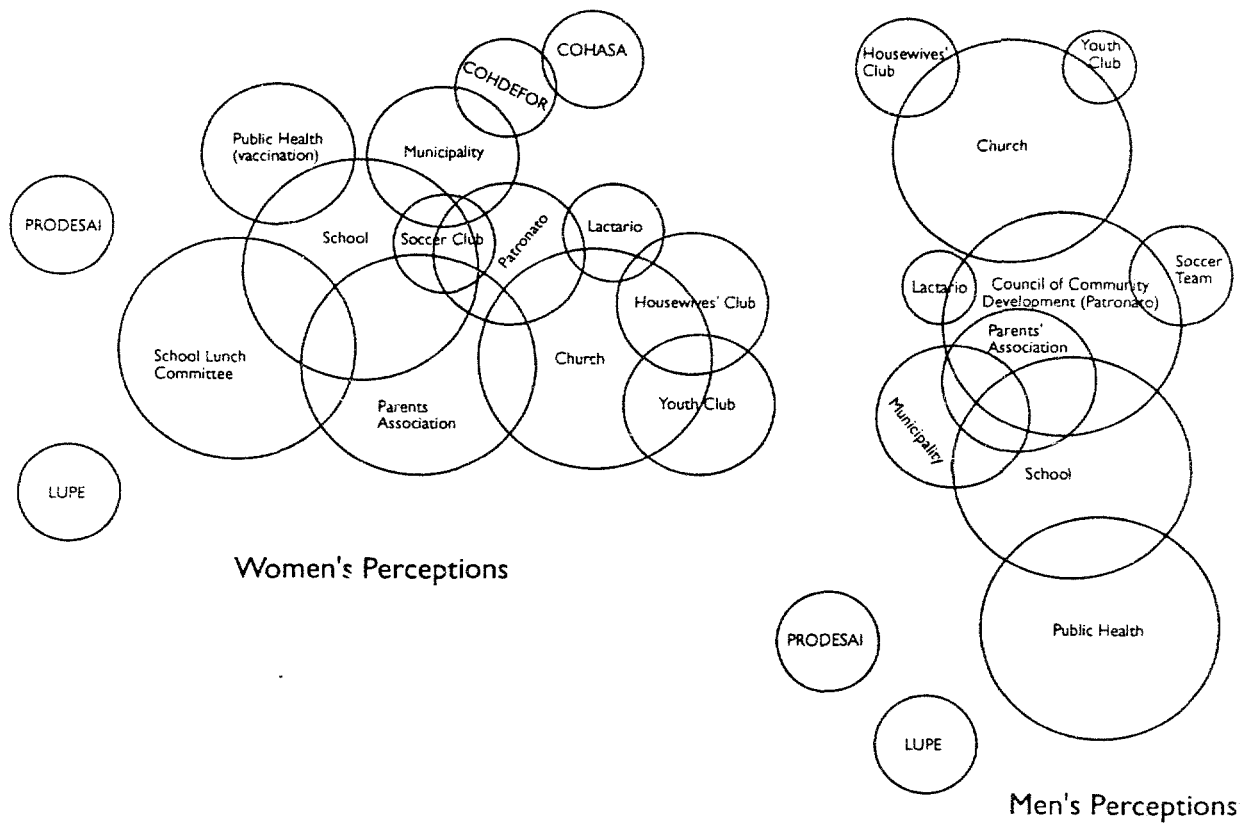 COHASA
COHDEFOR
Public Health
(vaccination)
Municipality
PRODESAI
School
Soccer Club
Patronato
Lactario
Housewives' Club
School Lunch
Committee
Church
Parents
Association
Youth Club
LUPE
Women's Perceptions
Housewives'
Club
Youth
Club
Church
Lactario
Council of Community
Development (Patronato)
Soccer
Team
Parents'
Association
Municipality
School
Public Health
PRODESAI
LUPE
Men's Perceptions